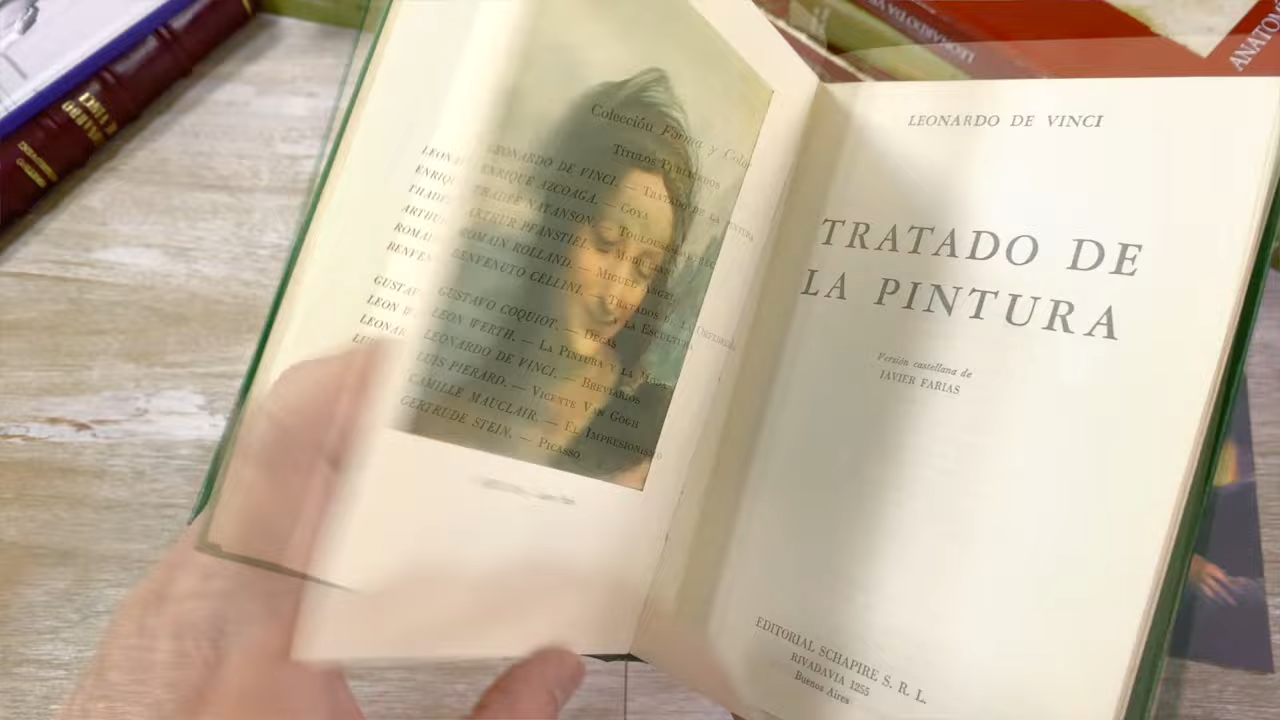 Colección Forma y Color
Títulos Publicados
LEONARDO DE VINCI. — TRATADO DE LA PINTURA
ENRIQUE AZCOAGA. — GOYA
THADÉE NATANSON. — TOULOUSE-LAUTREC
ARTHUR PFANSTIEL. — MODIGLIANI
ROMAIN ROLLAND. — MIGUEL ANGEL
BENVENUTO CELLINI. — TRATADOS DE LA ORFEBRERIA
LA ESCULTURA
GUSTAVO COQUIOT. — DEGAS
LEON WERTH. — LA PINTURA Y LA MODA
LEONARDO DE VINCI. — BREVIARIOS
LUIS PIERARD. — VICENTE VAN GOGH
CAMILLE MAUCLAIR. — EL IMPRESIONISMO
GERTRUDE STEIN. — PICASSO
LEONARDO DE VINCI
TRATADO DE
LA PINTURA
Versión castellana de
JAVIER FARIAS
EDITORIAL SCHAPIRE S. R. L.
RIVADAVIA 1255
Buenos Aires
ANATOM